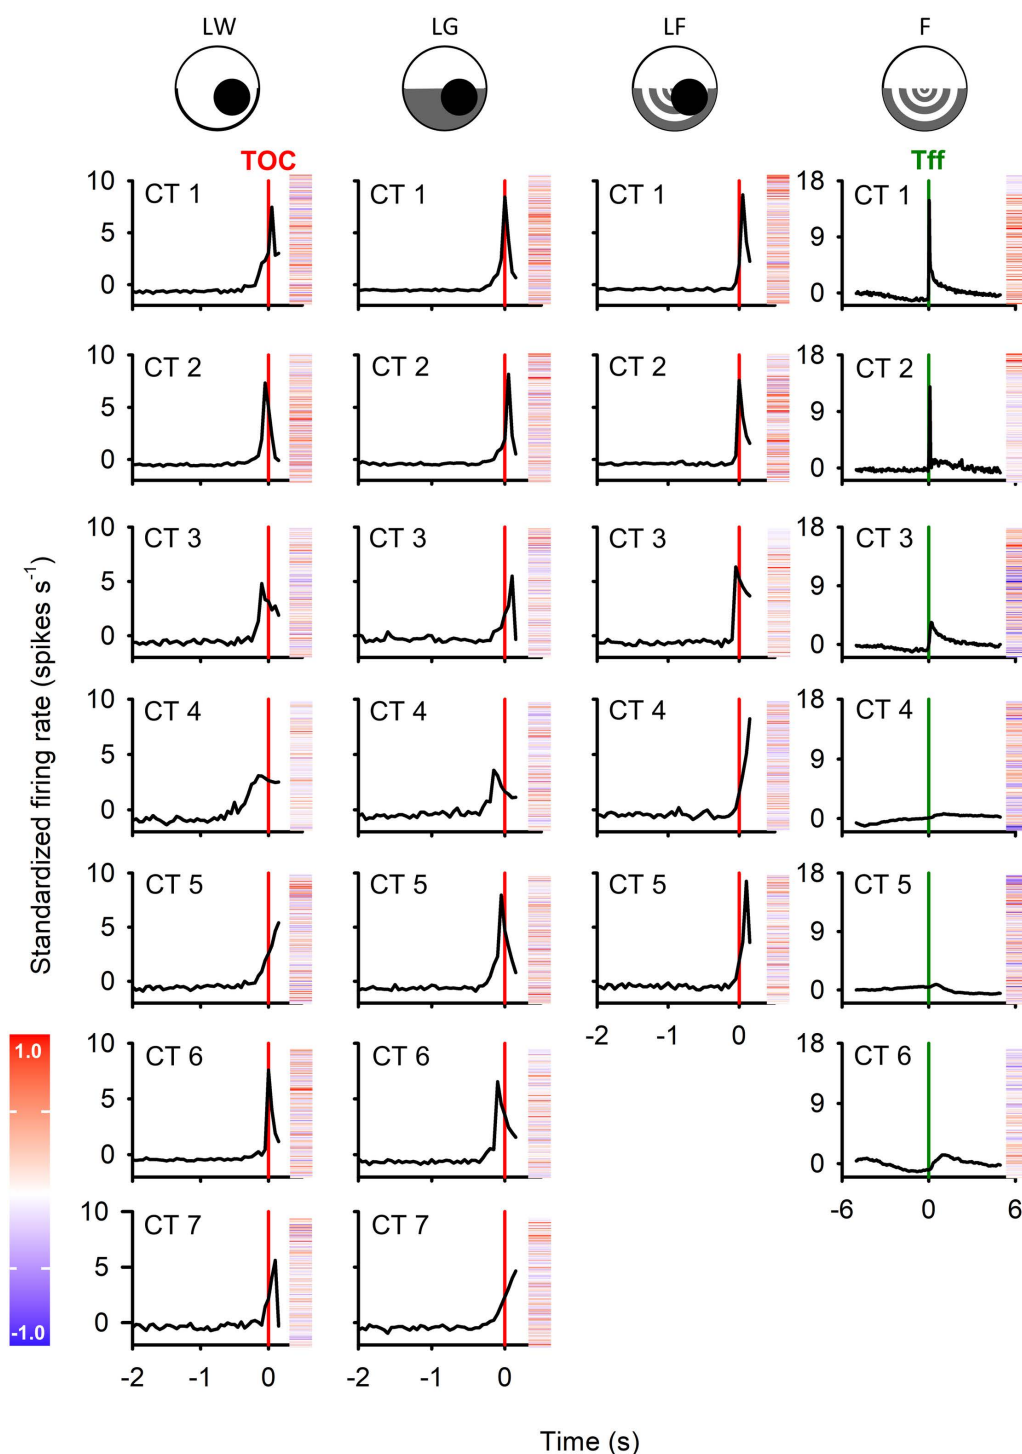 LW LG LF F
TOC Tff
10 CT 1 CT 1 CT 1 18 CT 1
5 9
0 0
10 CT 2 CT 2 CT 2 18 CT 2
5 9
0 0
10 CT 3 CT 3 CT 3 18 CT 3
5 9
0 0
10 CT 4 CT 4 CT 4 18 CT 4
5 9
0 0
10 CT 5 CT 5 CT 5 18 CT 5
5 9
0 0
-2 -1 0
10 CT 6 CT 6 18 CT 6
5 9
0 0
-6 0 6
10 CT 7 CT 7
5
0
-2 -1 0 -2 -1 0
Time (s)
Standardized firing rate (spikes s⁻¹)
1.0
-1.0